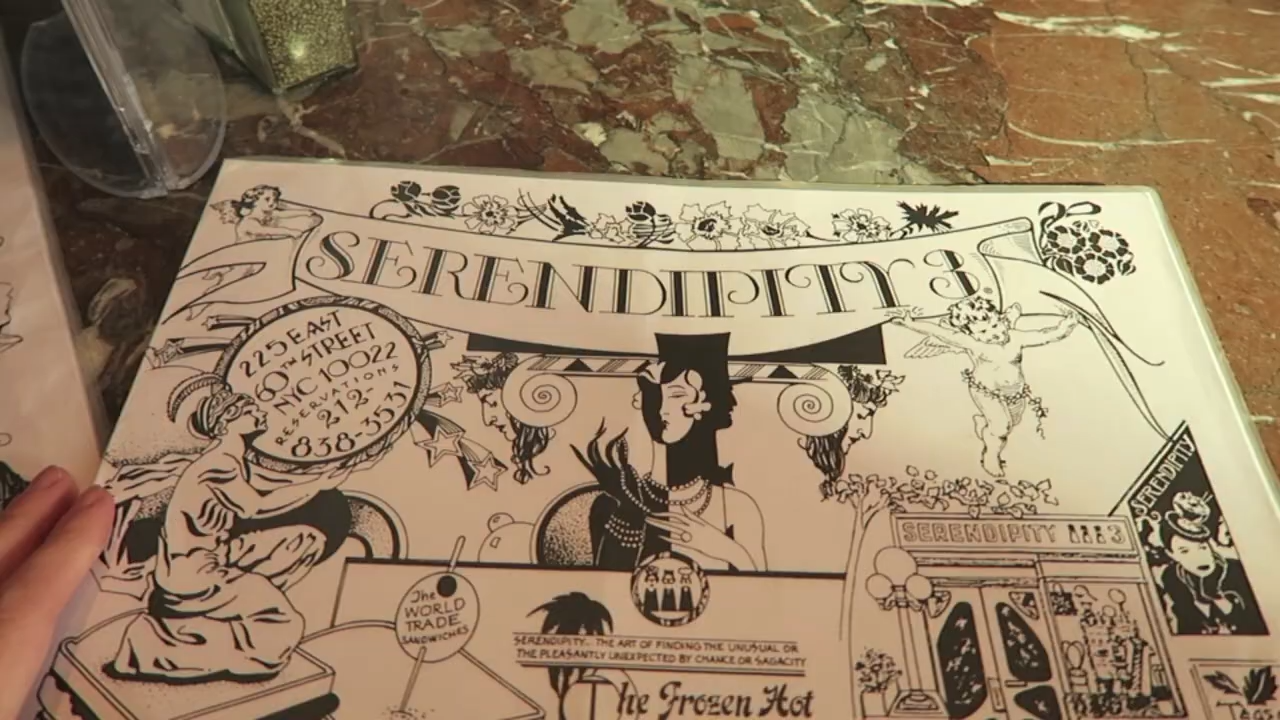 SERENDIPITY 3
225 EAST
60TH STREET
NYC 10022
RESERVATIONS
212-
838-3531
SERENDIPITY
SERENDIPITY 3
The
WORLD
TRADE
SANDWICHES
SERENDIPITY.. THE ART OF FINDING THE UNUSUAL OR
THE PLEASANTLY UNEXPECTED BY CHANCE OR SAGACITY
The Frozen Hot